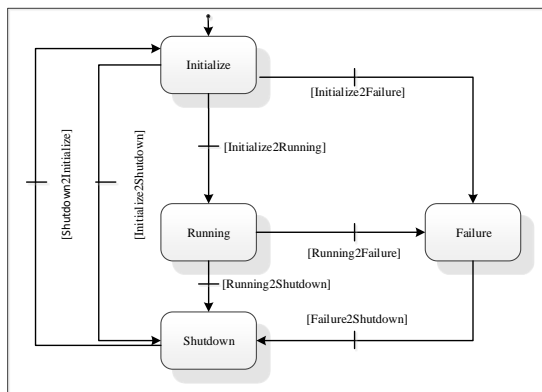 Initialize
[Initialize2Failure]
[Initialize2Running]
[Shutdown2Initialize]
[Initialize2Shutdown]
Running
Failure
[Running2Failure]
[Running2Shutdown]
[Failure2Shutdown]
Shutdown